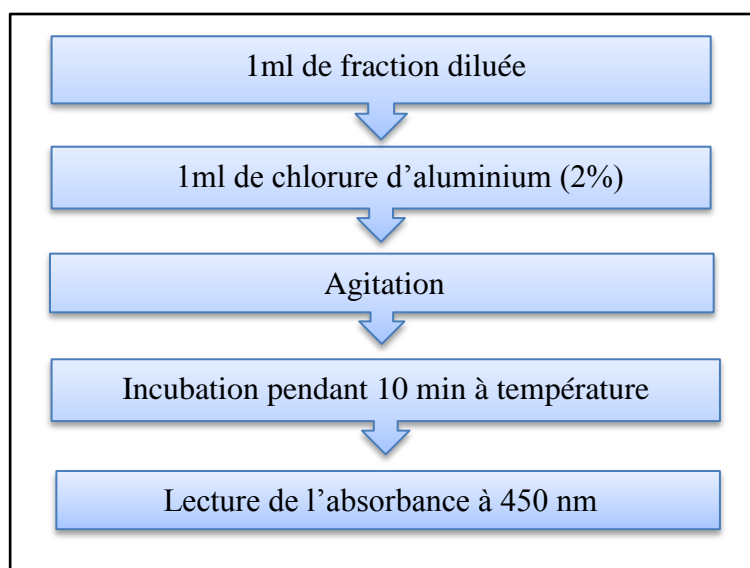 1ml de fraction diluée
1ml de chlorure d’aluminium (2%)
Agitation
Incubation pendant 10 min à température
Lecture de l’absorbance à 450 nm